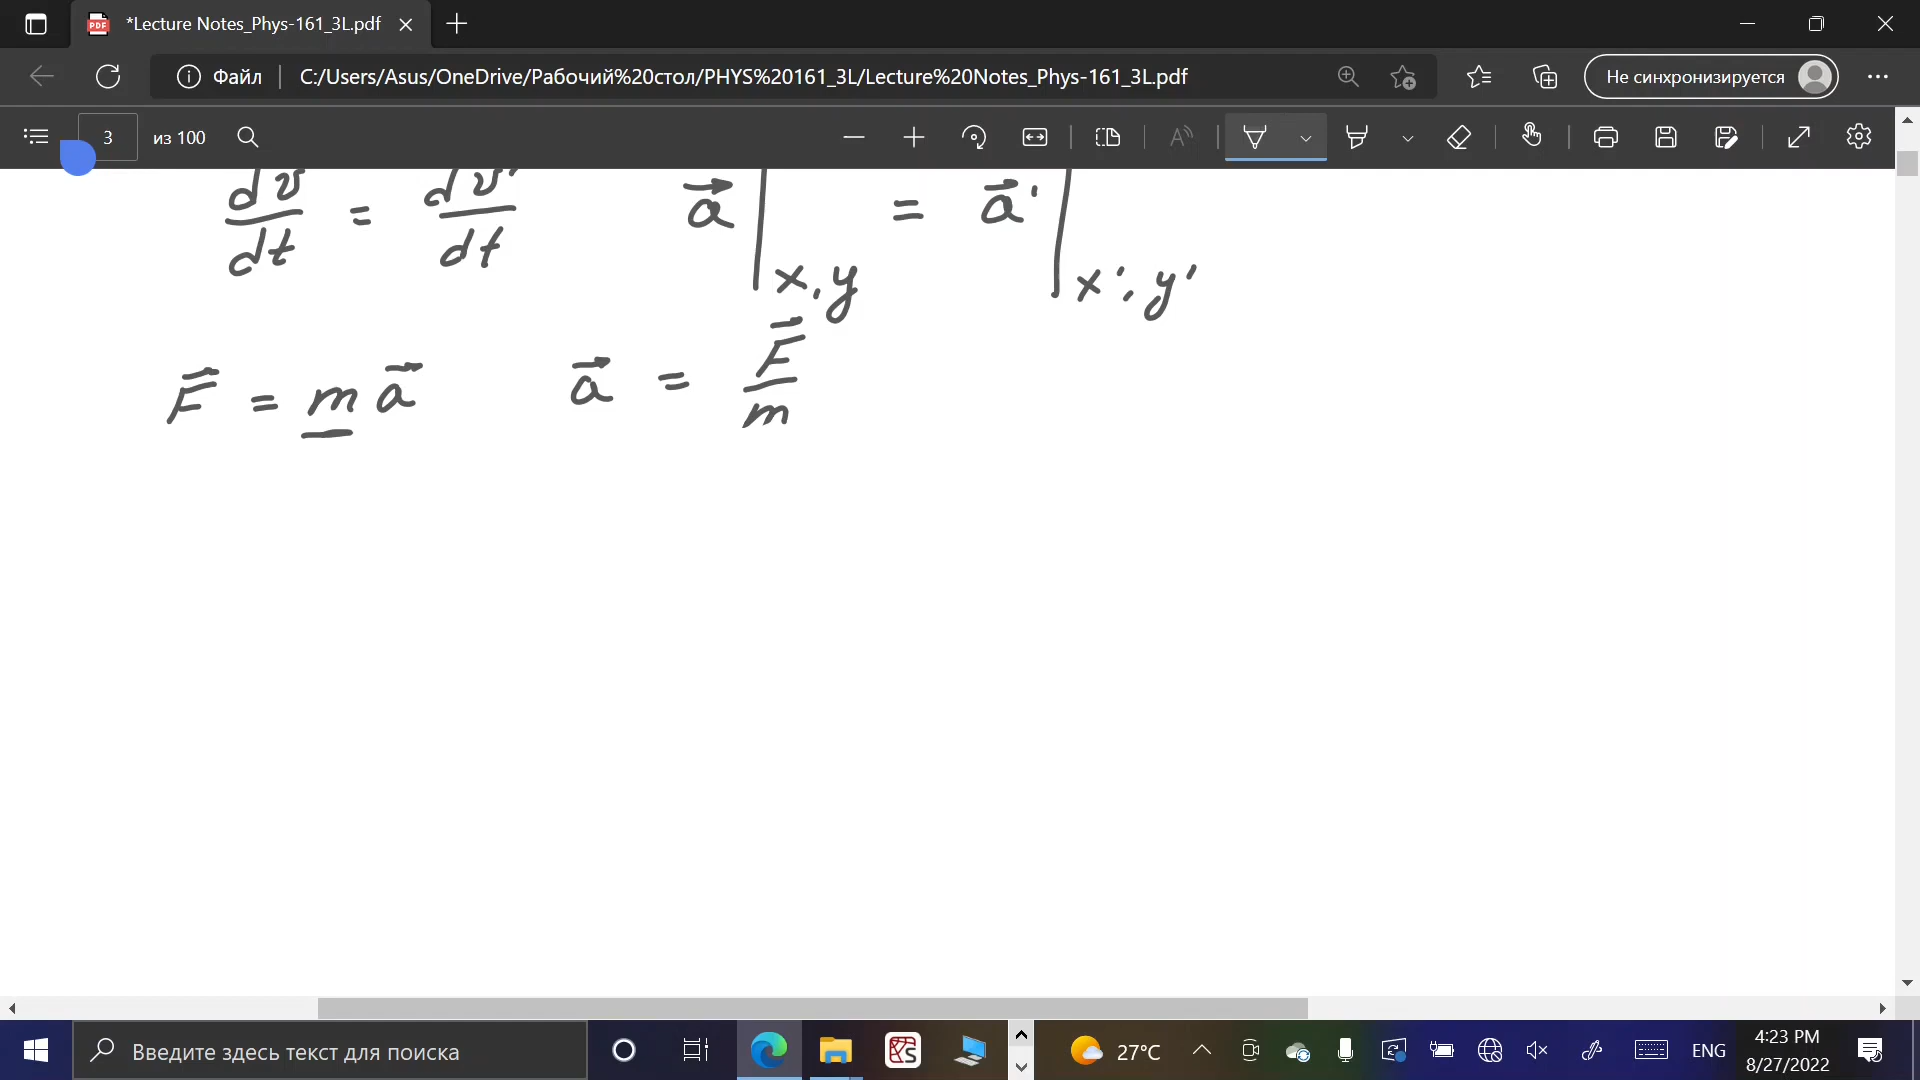 *Lecture Notes_Phys-161_3L.pdf
Файл C:/Users/Asus/OneDrive/Рабочий%20стол/PHYS%20161_3L/Lecture%20Notes_Phys-161_3L.pdf Не синхронизируется
3 из 100
dv/dt = dv'/dt a⃗|x,y = a⃗'|x',y'
F⃗ = ma⃗ a⃗ = F⃗/m
Введите здесь текст для поиска 27°C ENG 4:23 PM
8/27/2022